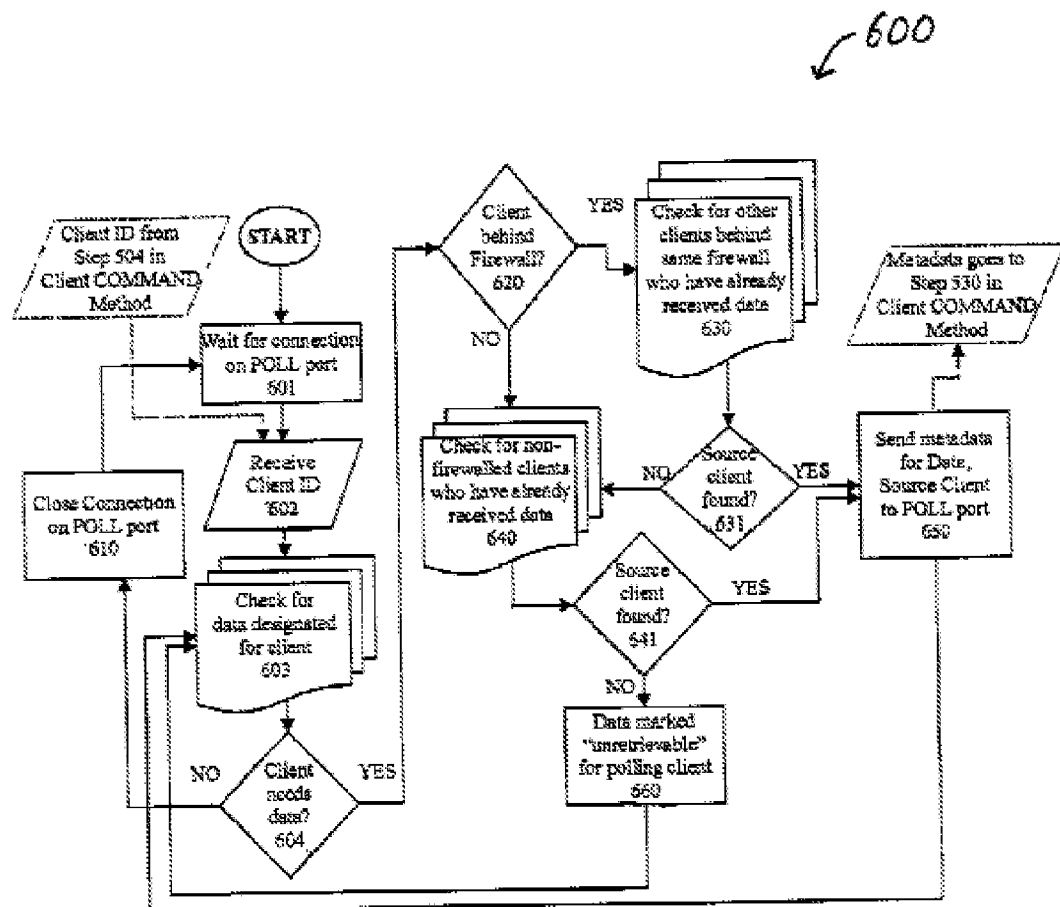 600
Client ID from
Step 504 in
Client COMMAND
Method
START
Wait for connection
on POLL port
601
Receive
Client ID
602
Close Connection
on POLL port
610
Check for
data designated
for client
603
NO
Client
needs
data?
604
YES
Client
behind
Firewall?
620
YES
NO
Check for other
clients behind
same firewall
who have already
received data
630
Check for non-
firewalled clients
who have already
received data
640
NO
Source
client
found?
631
YES
Source
client
found?
641
YES
NO
Data marked
"unretrievable"
for polling client
660
Metadata goes to
Step 530 in
Client COMMAND
Method
Send metadata
for Date,
Source Client
to POLL port
650